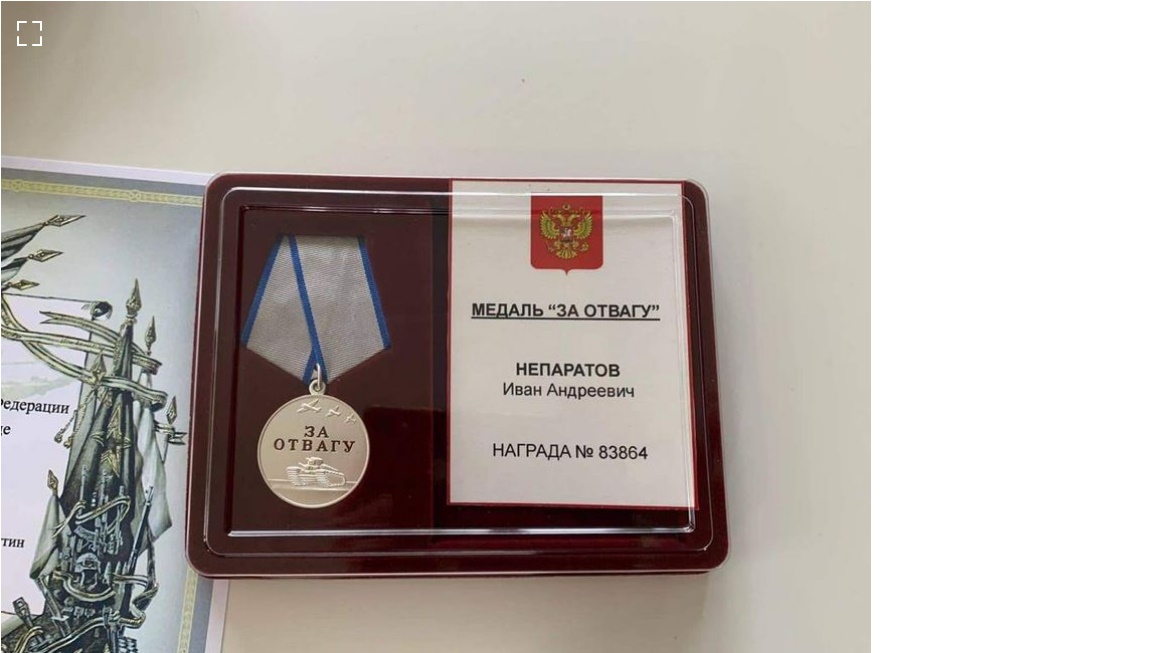 едерации
тин
МЕДАЛЬ “ЗА ОТВАГУ”
НЕПАРАТОВ
Иван Андреевич
НАГРАДА № 83864
ЗА
ОТВАГУ